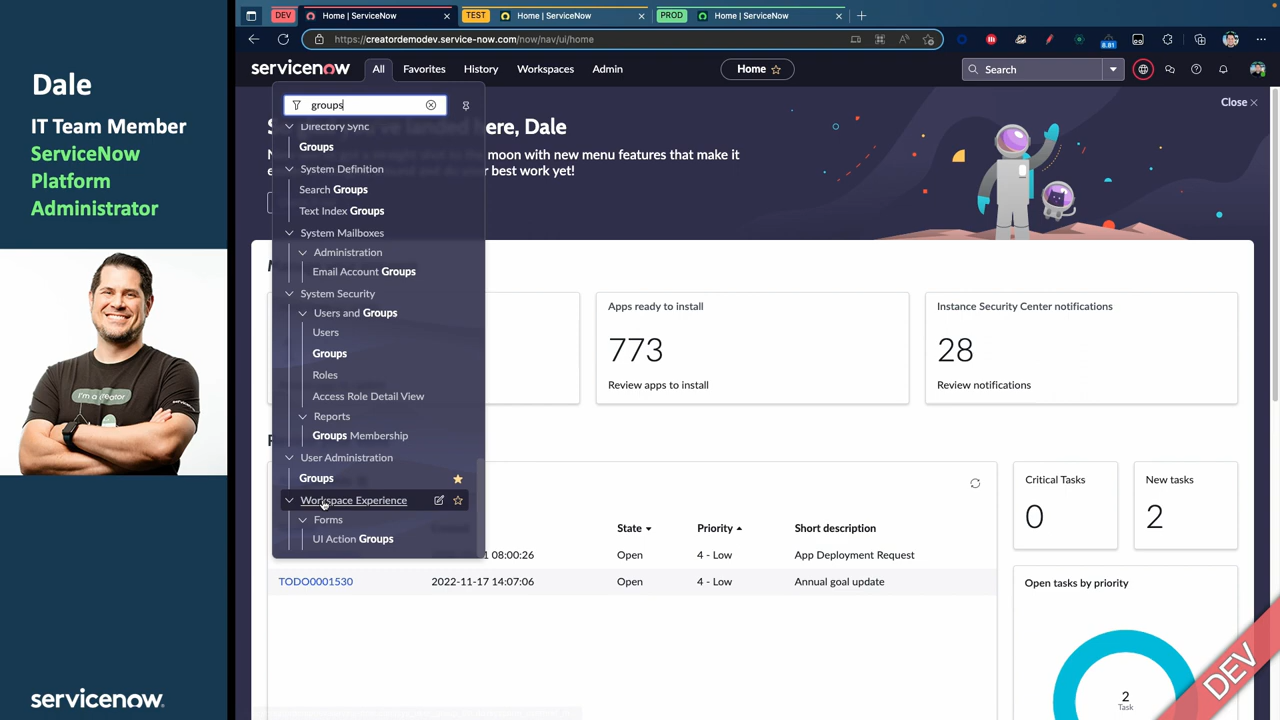 Dale
IT Team Member
ServiceNow
Platform
Administrator
I'm a creator
servicenow.
DEV
Home | ServiceNow
TEST
Home | ServiceNow
PROD
Home | ServiceNow
https://creatordemodev.service-now.com/now/nav/ui/home
8.81
servicenow
All
Favorites
History
Workspaces
Admin
Home
Search
groups
Directory Sync
Groups
System Definition
Search Groups
Text Index Groups
System Mailboxes
Administration
Email Account Groups
System Security
Users and Groups
Users
Groups
Roles
Access Role Detail View
Reports
Groups Membership
User Administration
Groups
Workspace Experience
Forms
UI Action Groups
Close
ere, Dale
moon with new menu features that make it
best work yet!
Apps ready to install
773
Review apps to install
Instance Security Center notifications
28
Review notifications
State
Priority
Short description
08:00:26
Open
4 - Low
App Deployment Request
TODO0001530
2022-11-17 14:07:06
Open
4 - Low
Annual goal update
Critical Tasks
0
New tasks
2
Open tasks by priority
2
Task
DEV